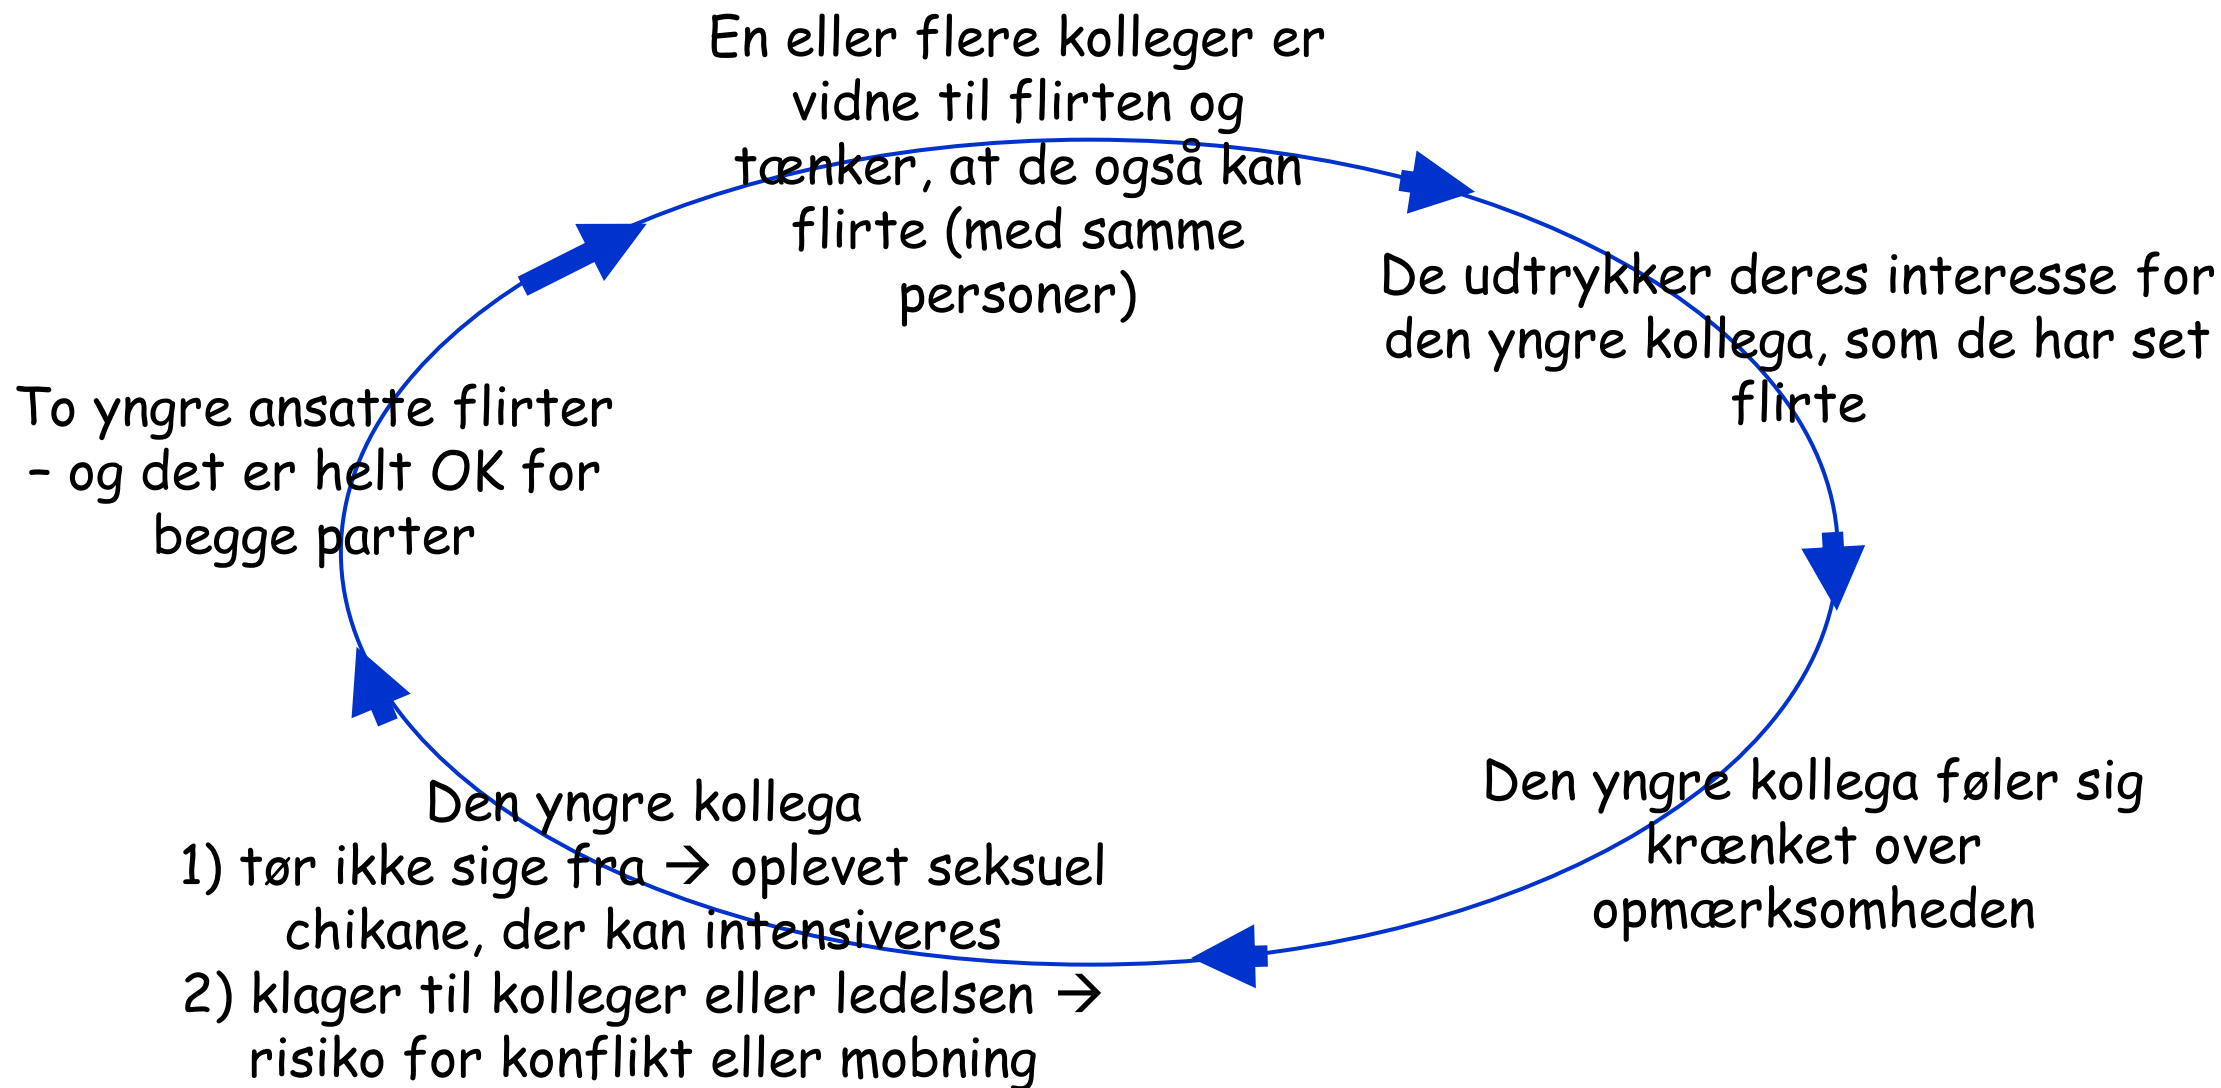 En eller flere kolleger er
vidne til flirten og
tænker, at de også kan
flirte (med samme
personer)
De udtrykker deres interesse for
den yngre kollega, som de har set
flirte
To yngre ansatte flirter
– og det er helt OK for
begge parter
Den yngre kollega føler sig
krænket over
opmærksomheden
Den yngre kollega
1) tør ikke sige fra → oplevet seksuel
chikane, der kan intensiveres
2) klager til kolleger eller ledelsen →
risiko for konflikt eller mobning